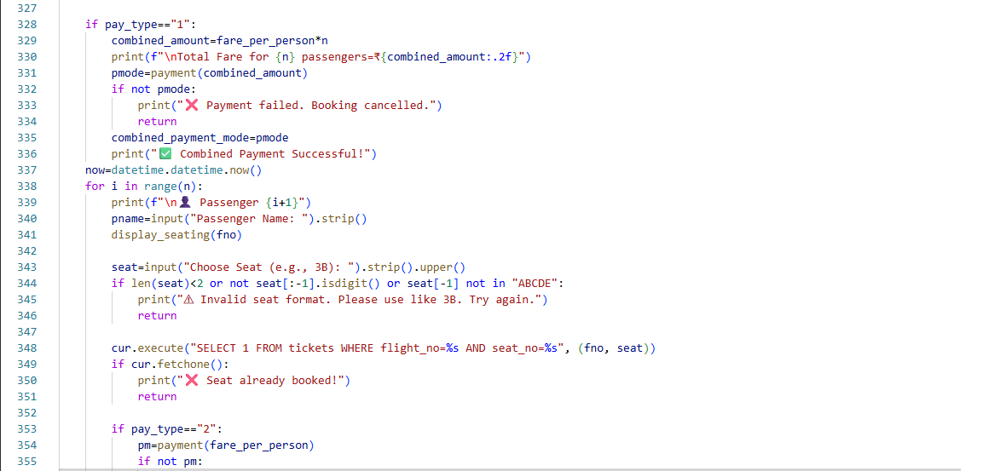 327
328 if pay_type=="1":
329 combined_amount=fare_per_person*n
330 print(f"\nTotal Fare for {n} passengers=₹{combined_amount:.2f}")
331 pmode=payment(combined_amount)
332 if not pmode:
333 print("❌ Payment failed. Booking cancelled.")
334 return
335 combined_payment_mode=pmode
336 print("✅ Combined Payment Successful!")
337 now=datetime.datetime.now()
338 for i in range(n):
339 print(f"\n👤 Passenger {i+1}")
340 pname=input("Passenger Name: ").strip()
341 display_seating(fno)
342
343 seat=input("Choose Seat (e.g., 3B): ").strip().upper()
344 if len(seat)<2 or not seat[:-1].isdigit() or seat[-1] not in "ABCDE":
345 print("⚠ Invalid seat format. Please use like 3B. Try again.")
346 return
347
348 cur.execute("SELECT 1 FROM tickets WHERE flight_no=%s AND seat_no=%s", (fno, seat))
349 if cur.fetchone():
350 print("❌ Seat already booked!")
351 return
352
353 if pay_type=="2":
354 pm=payment(fare_per_person)
355 if not pm: